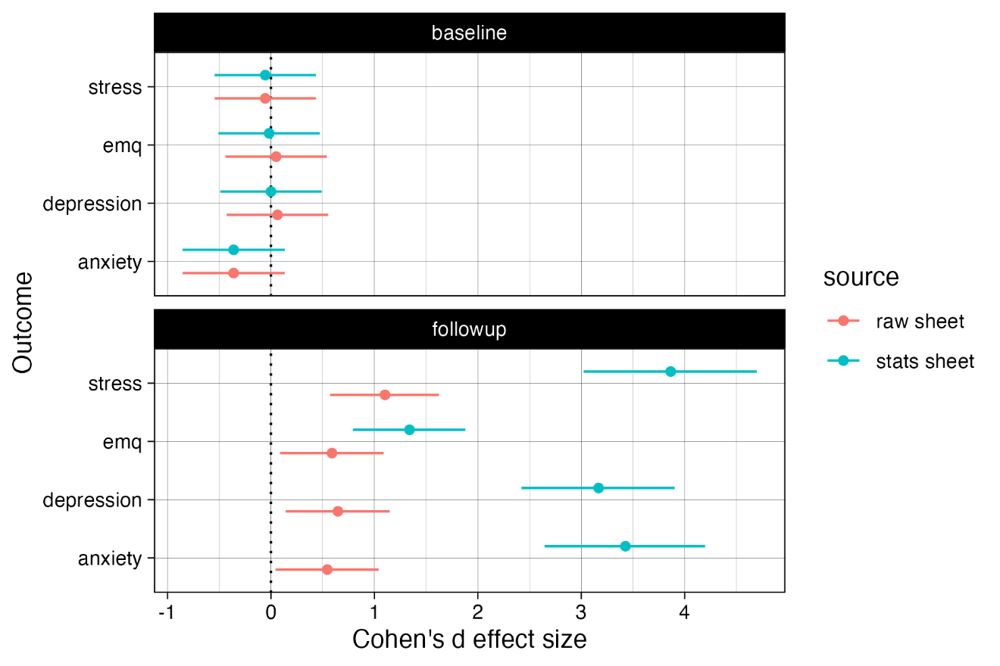 baseline
stress
emq
depression
anxiety
Outcome
followup
stress
emq
depression
anxiety
-1 0 1 2 3 4
Cohen's d effect size
source
raw sheet
stats sheet